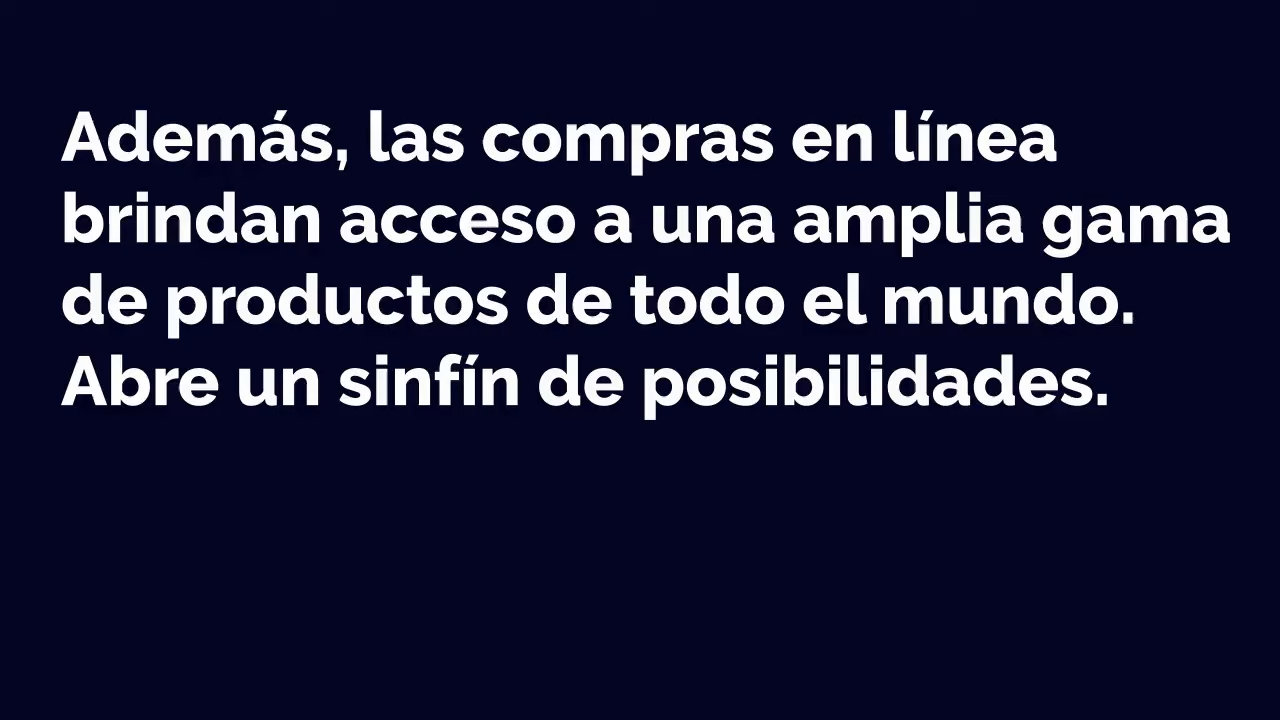 Además, las compras en línea
brindan acceso a una amplia gama
de productos de todo el mundo.
Abre un sinfín de posibilidades.